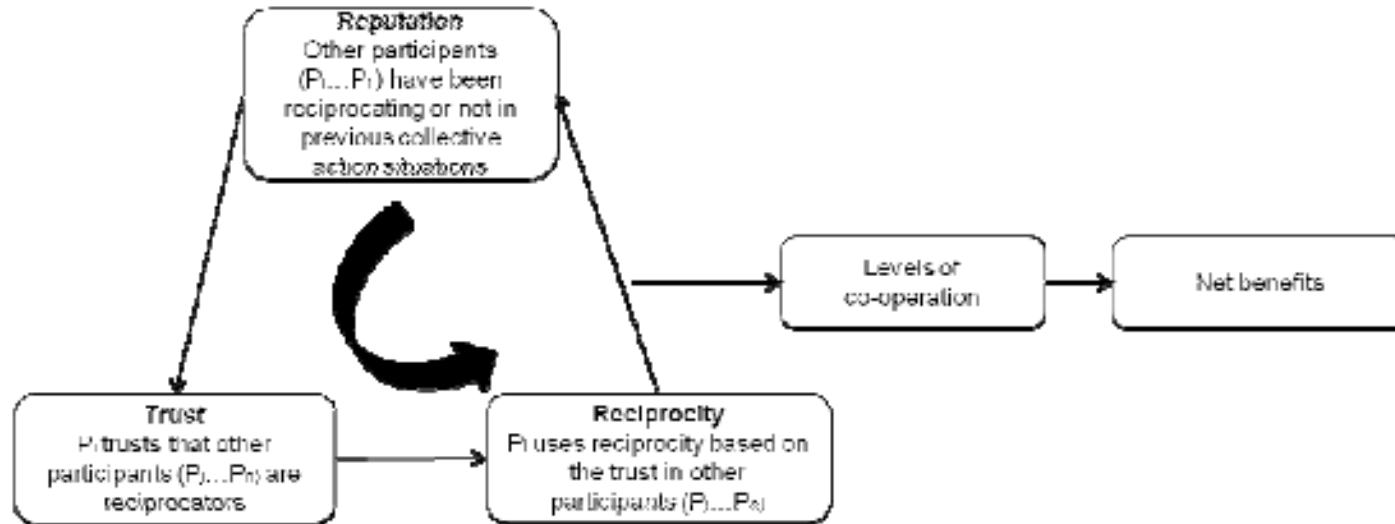 Reputation
Other participants
(Pj...P1) have been
reciprocating or not in
previous collective
action situations
Levels of
co-operation
Net benefits
Trust
Pi trusts that other
participants (Pj...Pn) are
reciprocators
Reciprocity
Pi uses reciprocity based on
the trust in other
participants (Pj...Pn)